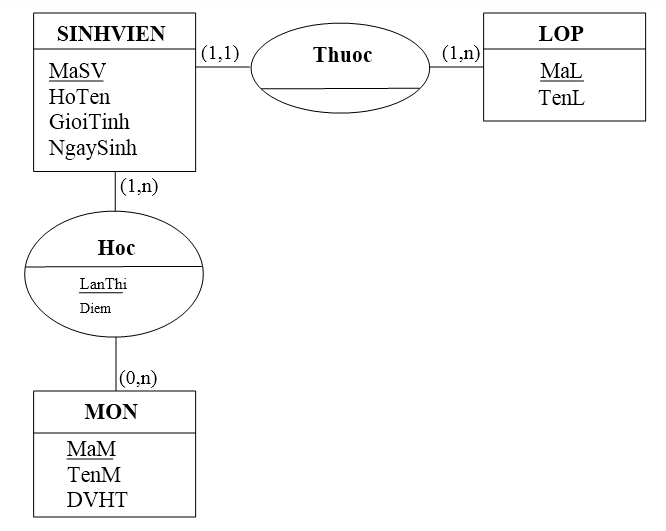 SINHVIEN
MaSV
HoTen
GioiTinh
NgaySinh
(1,1)
Thuoc
(1,n)
LOP
MaL
TenL
(1,n)
Hoc
LanThi
Diem
(0,n)
MON
MaM
TenM
DVHT